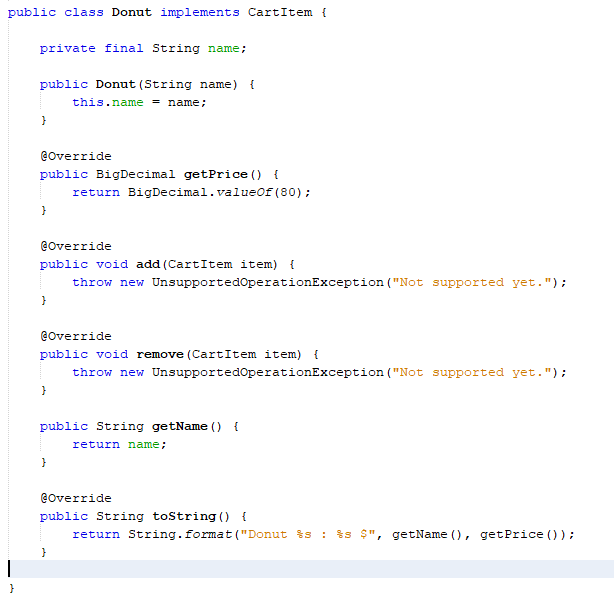 public class Donut implements CartItem {
    private final String name;
    public Donut(String name) {
        this.name = name;
    }
    @Override
    public BigDecimal getPrice() {
        return BigDecimal.valueOf(80);
    }
    @Override
    public void add(CartItem item) {
        throw new UnsupportedOperationException("Not supported yet.");
    }
    @Override
    public void remove(CartItem item) {
        throw new UnsupportedOperationException("Not supported yet.");
    }
    public String getName() {
        return name;
    }
    @Override
    public String toString() {
        return String.format("Donut %s : %s $", getName(), getPrice());
    }
}